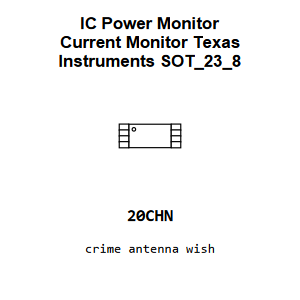 IC Power Monitor
Current Monitor Texas
Instruments SOT_23_8
20CHN
crime antenna wish